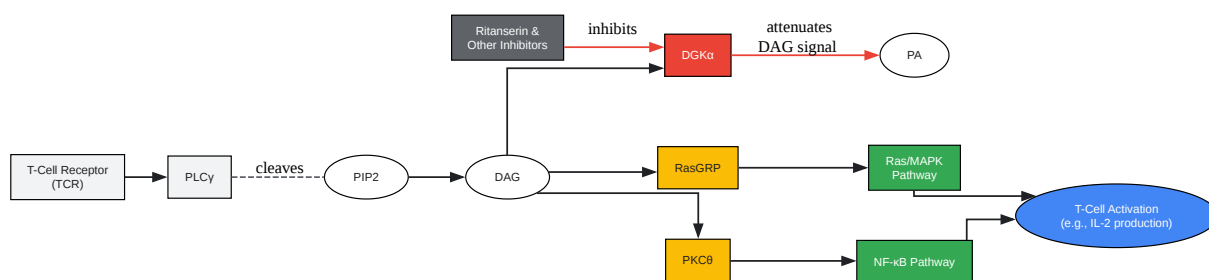 Ritanserin &
Other Inhibitors
inhibits
DGKα
attenuates
DAG signal
PA
T-Cell Receptor
(TCR)
PLCγ
cleaves
PIP2
DAG
RasGRP
Ras/MAPK
Pathway
T-Cell Activation
(e.g., IL-2 production)
PKCθ
NF-κB Pathway